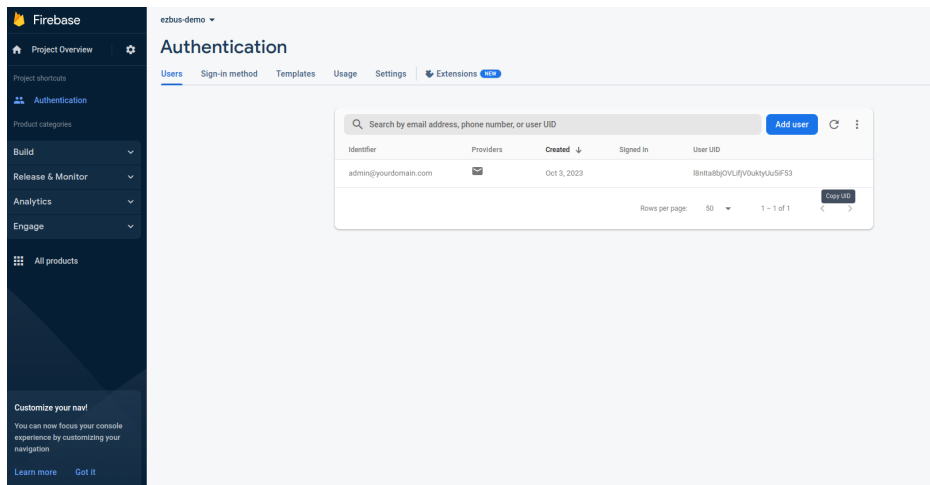 Firebase
Project Overview
Project shortcuts
Authentication
Product categories
Build
Release & Monitor
Analytics
Engage
All products
Customize your nav!
You can now focus your console
experience by customizing your
navigation
Learn more Got it
ezbus-demo
Authentication
Users Sign-in method Templates Usage Settings Extensions NEW
Search by email address, phone number, or user UID Add user
Identifier Providers Created Signed In User UID
admin@yourdomain.com Oct 3, 2023
Copy UID
Rows per page: 50 1 – 1 of 1